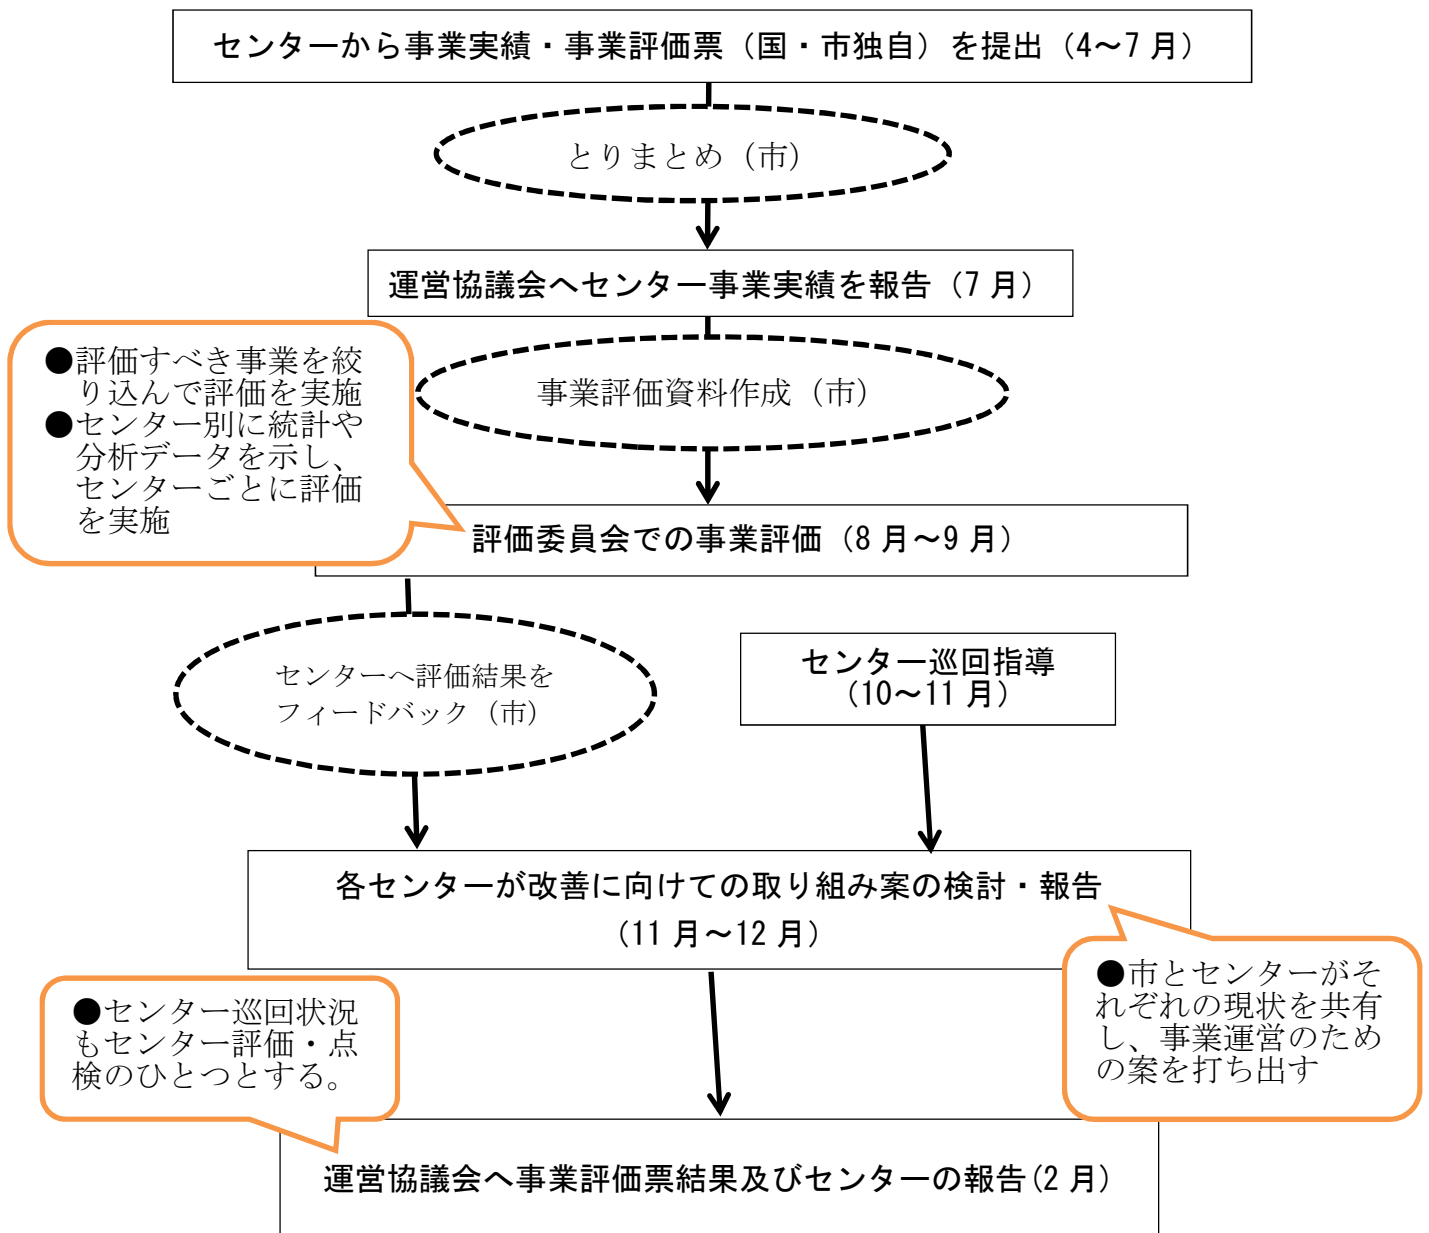 センターから事業実績・事業評価票（国・市独自）を提出（4～7月）
とりまとめ（市）
運営協議会へセンター事業実績を報告（7月）
●評価すべき事業を絞
り込んで評価を実施
●センター別に統計や
分析データを示し、
センターごとに評価
を実施
事業評価資料作成（市）
評価委員会での事業評価（8月～9月）
センターへ評価結果を
フィードバック（市）
センター巡回指導
（10～11月）
各センターが改善に向けての取り組み案の検討・報告
（11月～12月）
●市とセンターがそ
れぞれの現状を共有
し、事業運営のため
の案を打ち出す
●センター巡回状況
もセンター評価・点
検のひとつとする。
運営協議会へ事業評価票結果及びセンターの報告(2月)